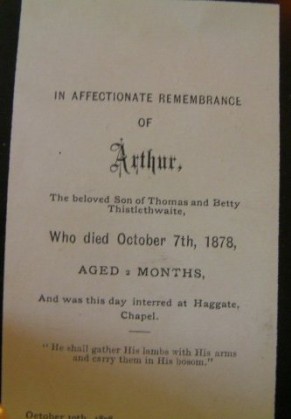 IN AFFECTIONATE REMEMBRANCE
OF
Arthur,
The beloved Son of Thomas and Betty
Thistlethwaite,
Who died October 7th, 1878,
AGED 2 MONTHS,
And was this day interred at Haggate,
Chapel.
"He shall gather His lambs with His arms
and carry them in His bosom."
October